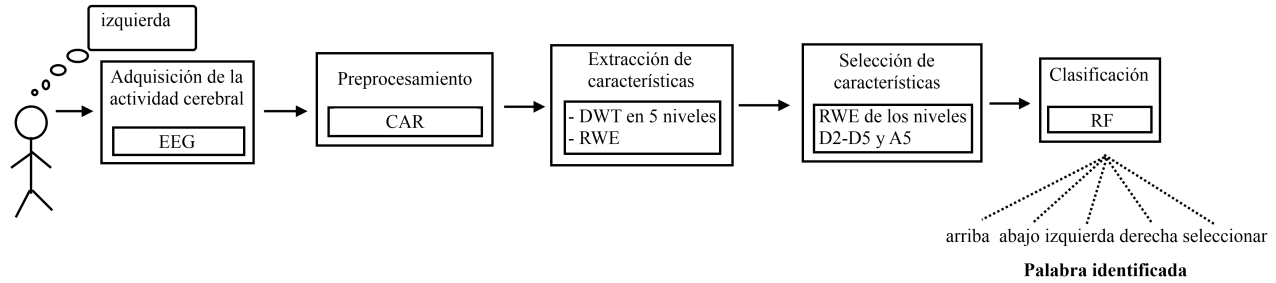 izquierda
Adquisición de la
actividad cerebral
EEG
Preprocesamiento
CAR
Extracción de
características
- DWT en 5 niveles
- RWE
Selección de
características
RWE de los niveles
D2-D5 y A5
Clasificación
RF
arriba abajo izquierda derecha seleccionar
Palabra identificada